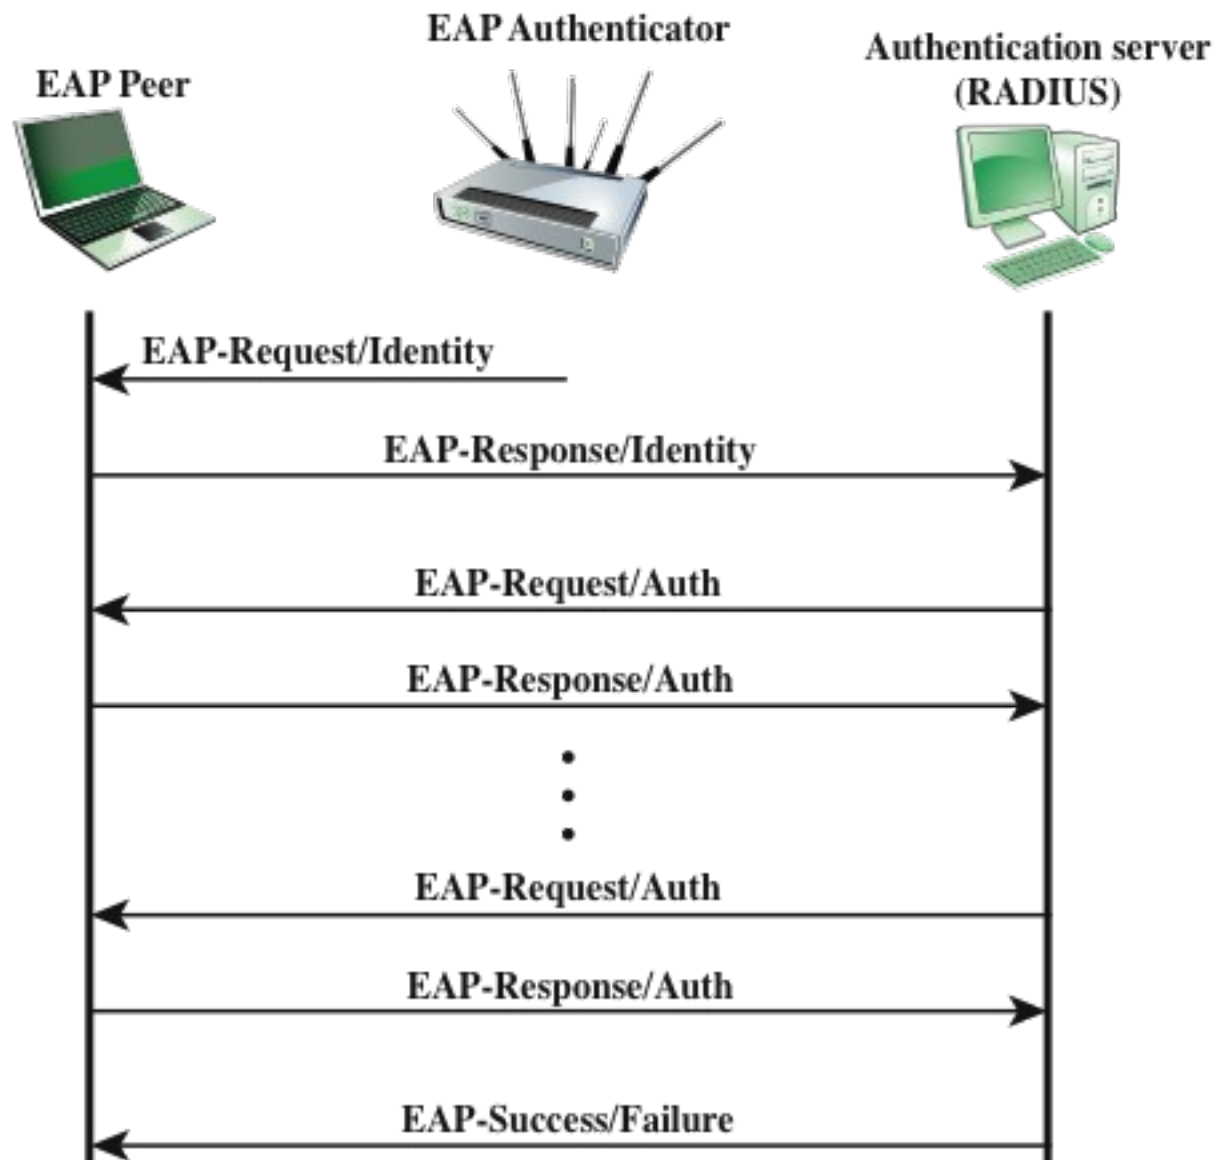 EAP Peer
EAP Authenticator
Authentication server
(RADIUS)
EAP-Request/Identity
EAP-Response/Identity
EAP-Request/Auth
EAP-Response/Auth
EAP-Request/Auth
EAP-Response/Auth
EAP-Success/Failure